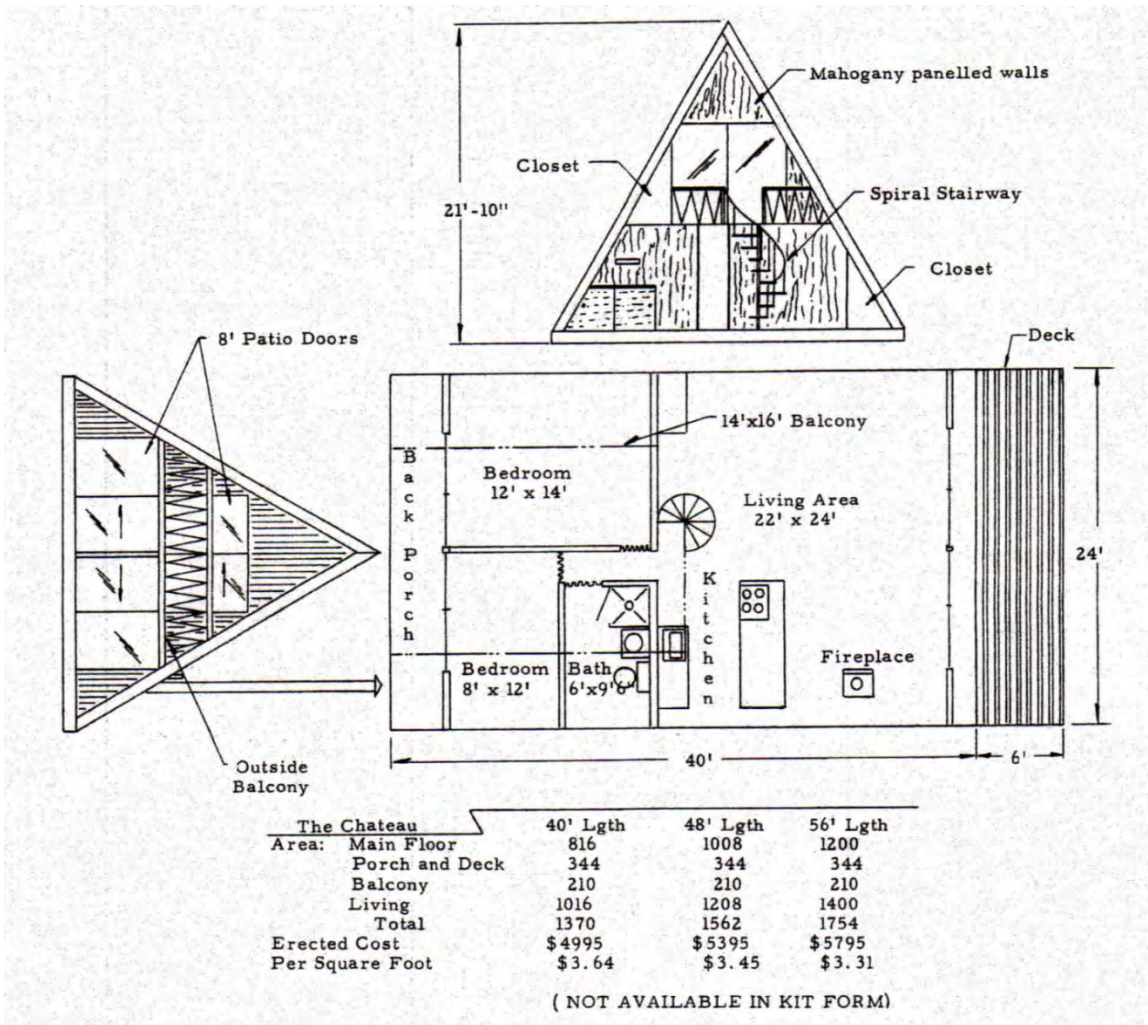 Mahogany panelled walls
Closet
Spiral Stairway
21'-10"
Closet
8' Patio Doors
Deck
14'x16' Balcony
Back Porch
Bedroom
12' x 14'
Living Area
22' x 24'
24'
Kitchen
Bedroom
8' x 12'
Bath
6'x9'6"
Fireplace
Outside
Balcony
40'
6'
The Chateau 40' Lgth 48' Lgth 56' Lgth
Area: Main Floor 816 1008 1200
Porch and Deck 344 344 344
Balcony 210 210 210
Living 1016 1208 1400
Total 1370 1562 1754
Erected Cost $4995 $5395 $5795
Per Square Foot $3.64 $3.45 $3.31
( NOT AVAILABLE IN KIT FORM)